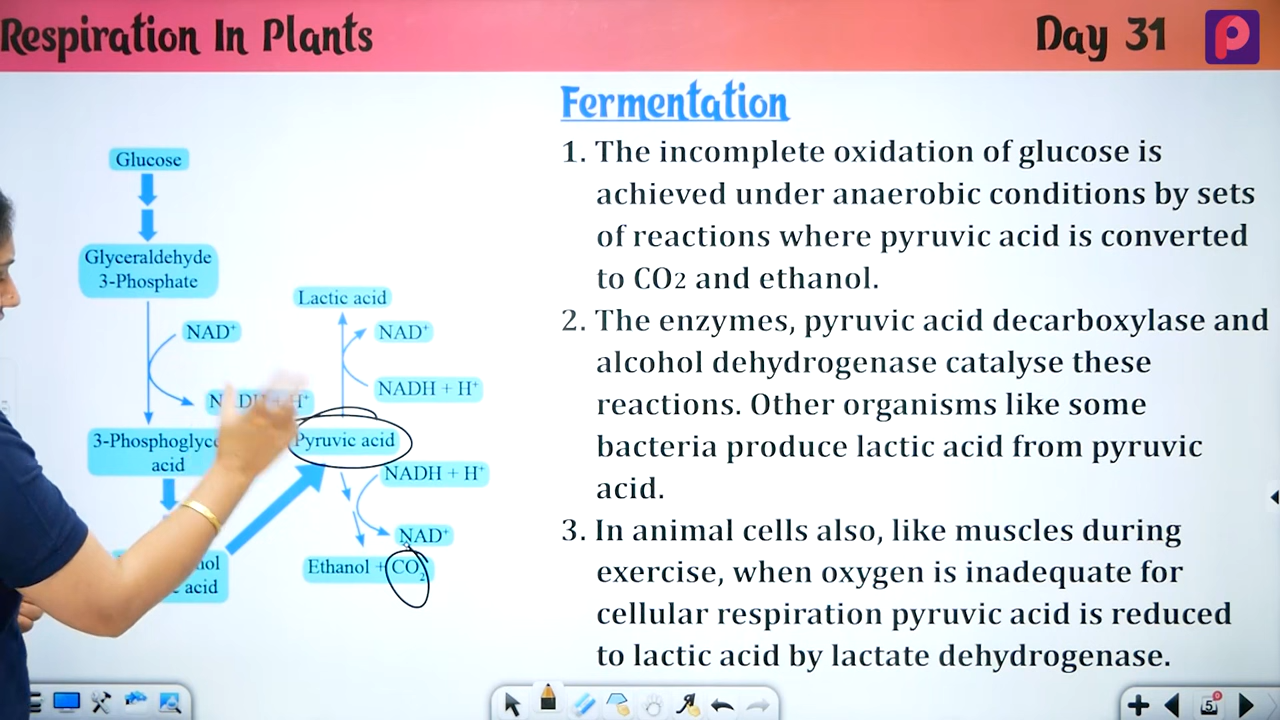 Respiration In Plants
Day 31
Fermentation
1. The incomplete oxidation of glucose is
achieved under anaerobic conditions by sets
of reactions where pyruvic acid is converted
to CO2 and ethanol.
2. The enzymes, pyruvic acid decarboxylase and
alcohol dehydrogenase catalyse these
reactions. Other organisms like some
bacteria produce lactic acid from pyruvic
acid.
3. In animal cells also, like muscles during
exercise, when oxygen is inadequate for
cellular respiration pyruvic acid is reduced
to lactic acid by lactate dehydrogenase.
Glucose
Glyceraldehyde
3-Phosphate
NAD⁺
H⁺
acid
acid
Lactic acid
NAD⁺
NADH + H⁺
Pyruvic acid
NADH + H⁺
NAD⁺
Ethanol + CO₂
5